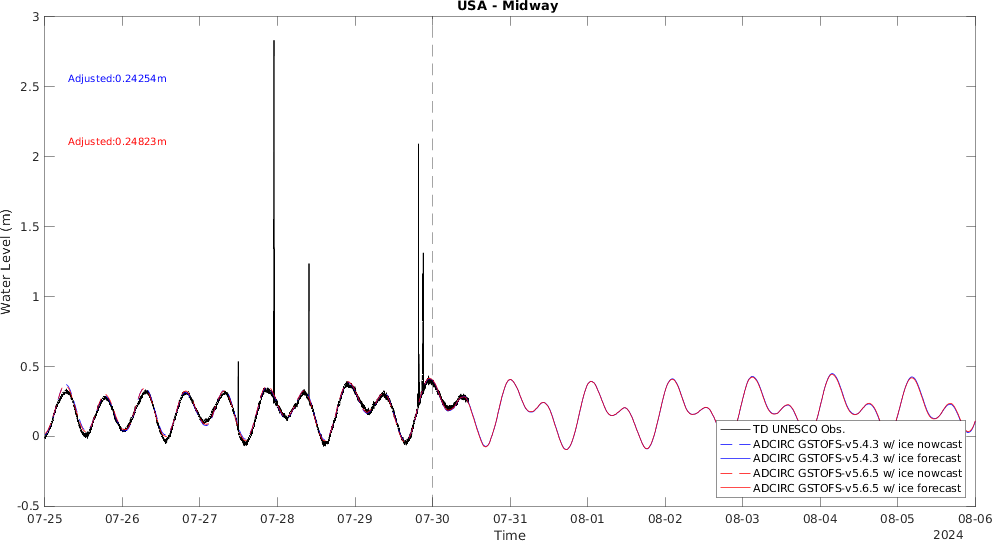 USA - Midway
3
2.5
2
1.5
1
0.5
0
-0.5
Water Level (m)
Adjusted:0.24254m
Adjusted:0.24823m
TD UNESCO Obs.
ADCIRC GSTOFS-v5.4.3 w/ ice nowcast
ADCIRC GSTOFS-v5.4.3 w/ ice forecast
ADCIRC GSTOFS-v5.6.5 w/ ice nowcast
ADCIRC GSTOFS-v5.6.5 w/ ice forecast
07-25 07-26 07-27 07-28 07-29 07-30 07-31 08-01 08-02 08-03 08-04 08-05 08-06
Time
2024